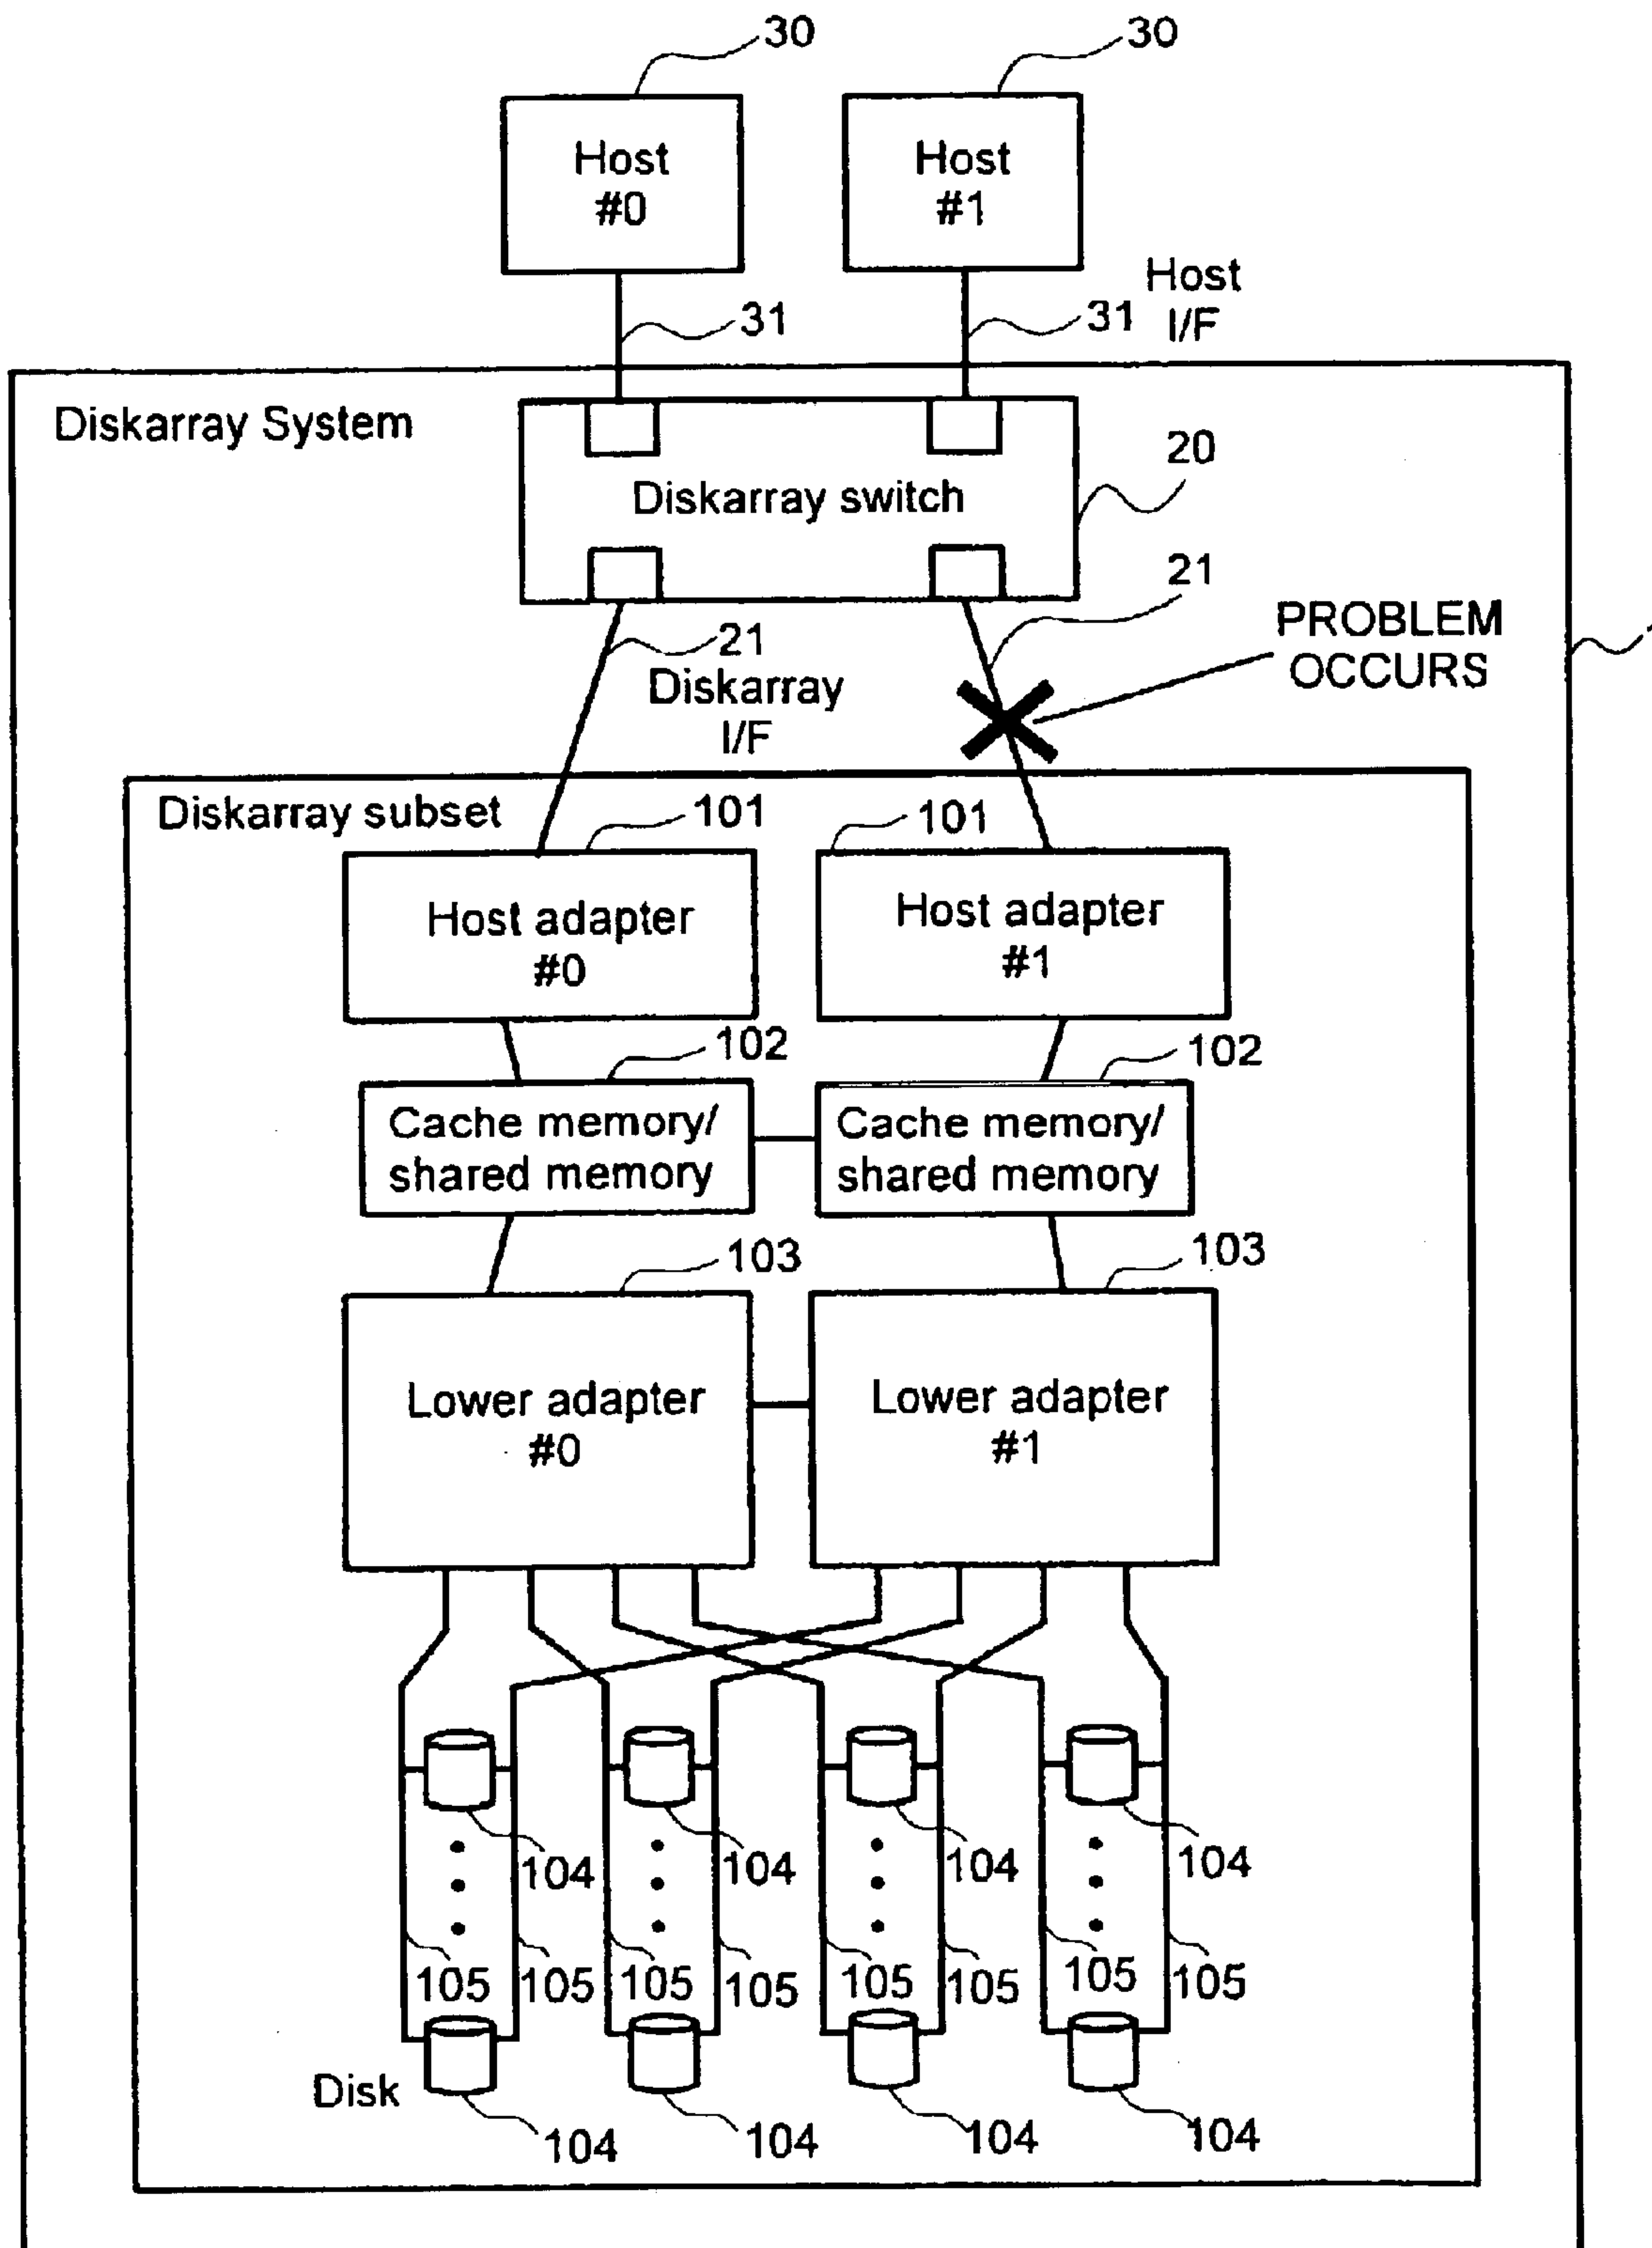 30
30
Host
#0
Host
#1
31
31
Host
I/F
Diskarray System
20
Diskarray switch
21
21
Diskarray
I/F
PROBLEM
OCCURS
Diskarray subset
101
101
Host adapter
#0
Host adapter
#1
102
102
Cache memory/
shared memory
Cache memory/
shared memory
103
103
Lower adapter
#0
Lower adapter
#1
104
104
104
104
105
105
105
105
105
105
105
105
Disk
104
104
104
104